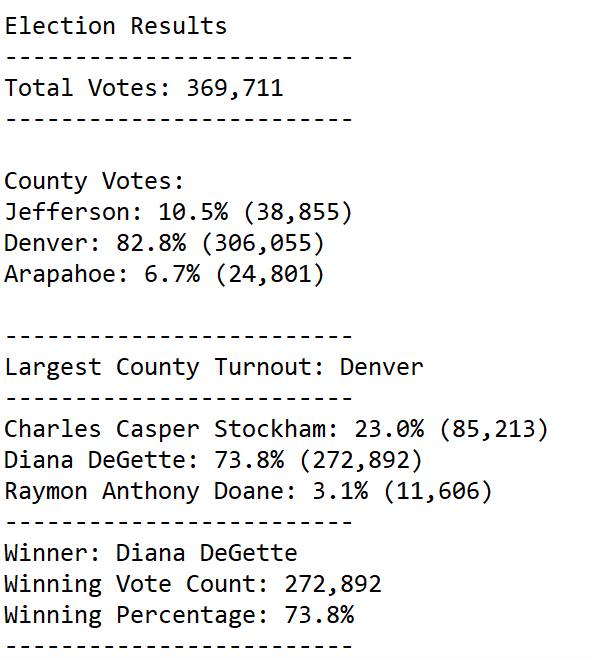 Election Results
-------------------------
Total Votes: 369,711
-------------------------
County Votes:
Jefferson: 10.5% (38,855)
Denver: 82.8% (306,055)
Arapahoe: 6.7% (24,801)
-------------------------
Largest County Turnout: Denver
-------------------------
Charles Casper Stockham: 23.0% (85,213)
Diana DeGette: 73.8% (272,892)
Raymon Anthony Doane: 3.1% (11,606)
-------------------------
Winner: Diana DeGette
Winning Vote Count: 272,892
Winning Percentage: 73.8%
-------------------------